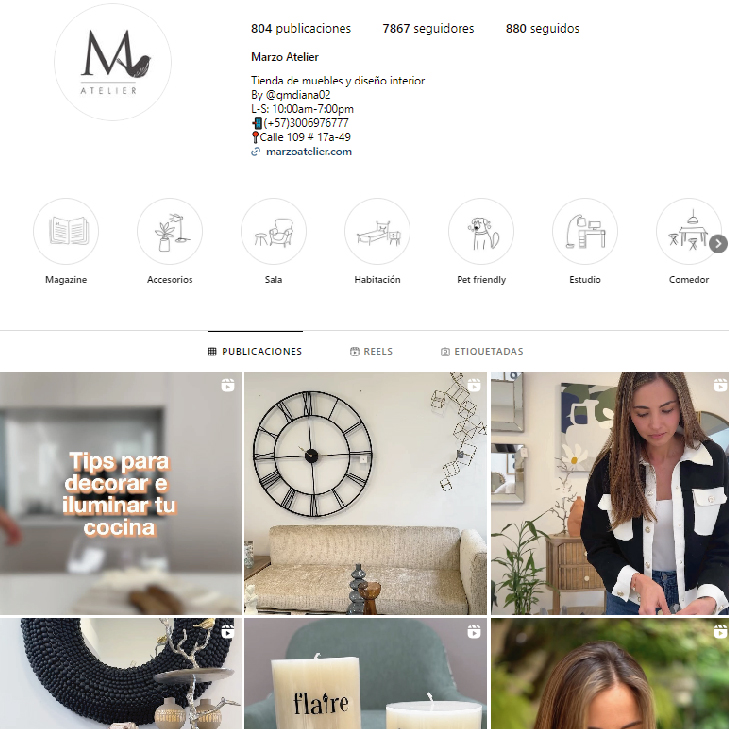 M
ATELIER
804 publicaciones 7867 seguidores 880 seguidos
Marzo Atelier
Tienda de muebles y diseño interior
By @gmdiana02
L-S: 10:00am-7:00pm
(+57)3006976777
Calle 109 # 17a-49
marzoatelier.com
Magazine Accesorios Sala Habitación Pet friendly Estudio Comedor
PUBLICACIONES REELS ETIQUETADAS
Tips para
decorar e
iluminar tu
cocina
flaire